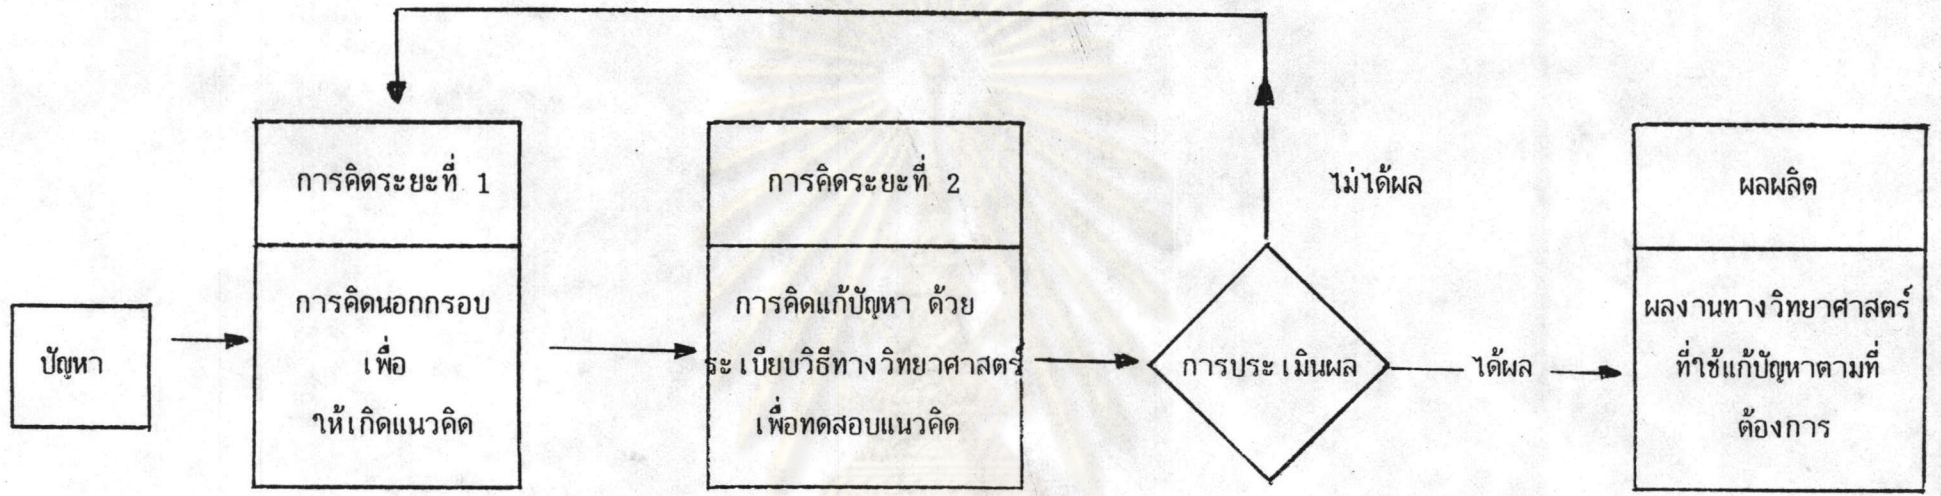 ปัญหา
การคิดระยะที่ 1
การคิดนอกกรอบ
เพื่อ
ให้เกิดแนวคิด
การคิดระยะที่ 2
การคิดแก้ปัญหา ด้วย
ระเบียบวิธีทางวิทยาศาสตร์
เพื่อทดสอบแนวคิด
การประเมินผล
ไม่ได้ผล
ได้ผล
ผลผลิต
ผลงานทางวิทยาศาสตร์
ที่ใช้แก้ปัญหาตามที่
ต้องการ